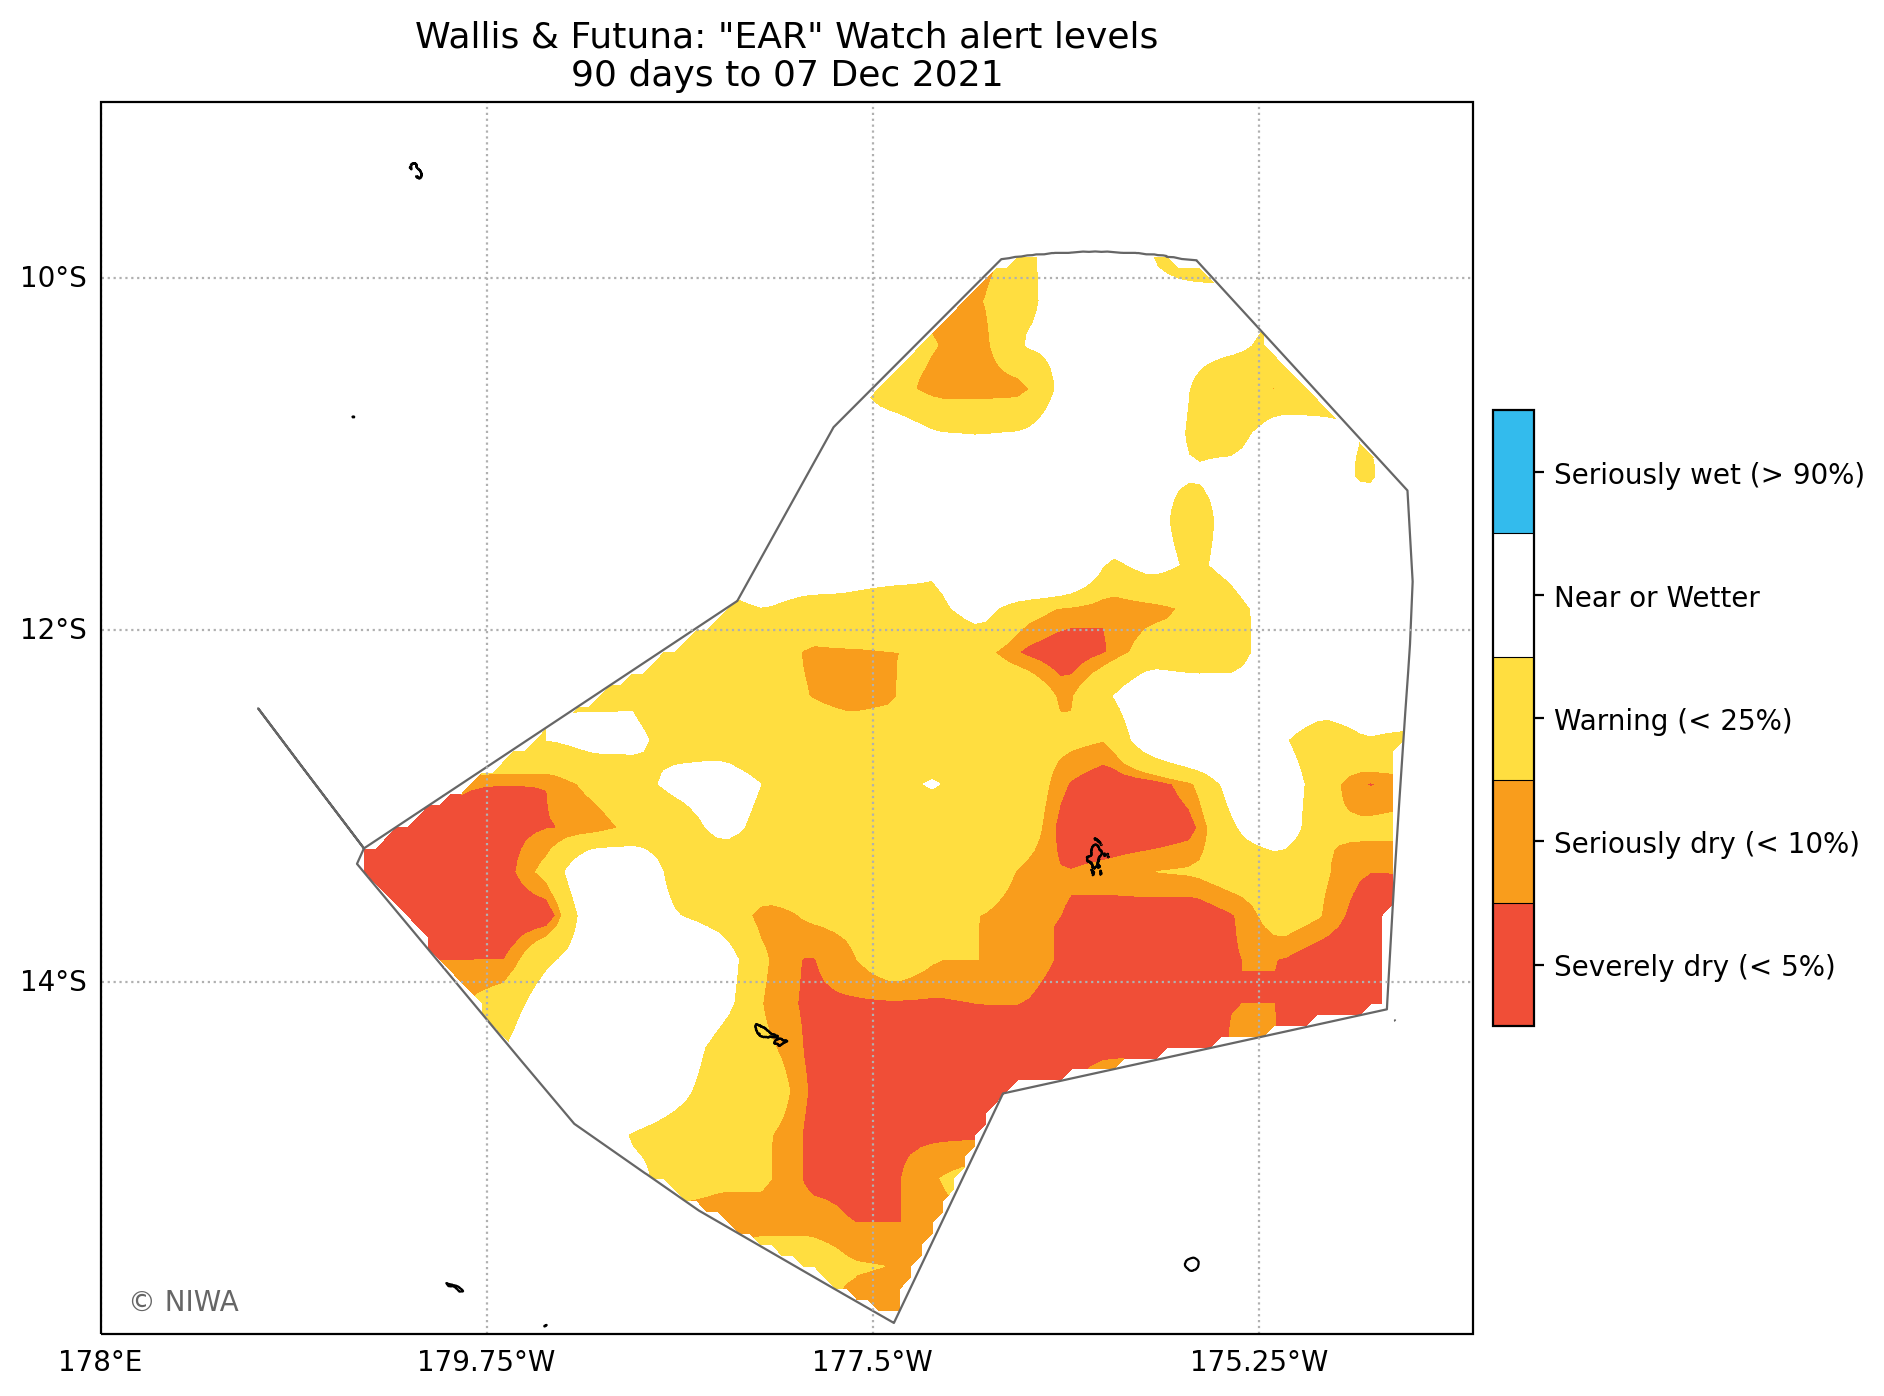 Wallis & Futuna: "EAR" Watch alert levels
90 days to 07 Dec 2021
10°S
12°S
14°S
178°E
179.75°W
177.5°W
175.25°W
Seriously wet (> 90%)
Near or Wetter
Warning (< 25%)
Seriously dry (< 10%)
Severely dry (< 5%)
© NIWA